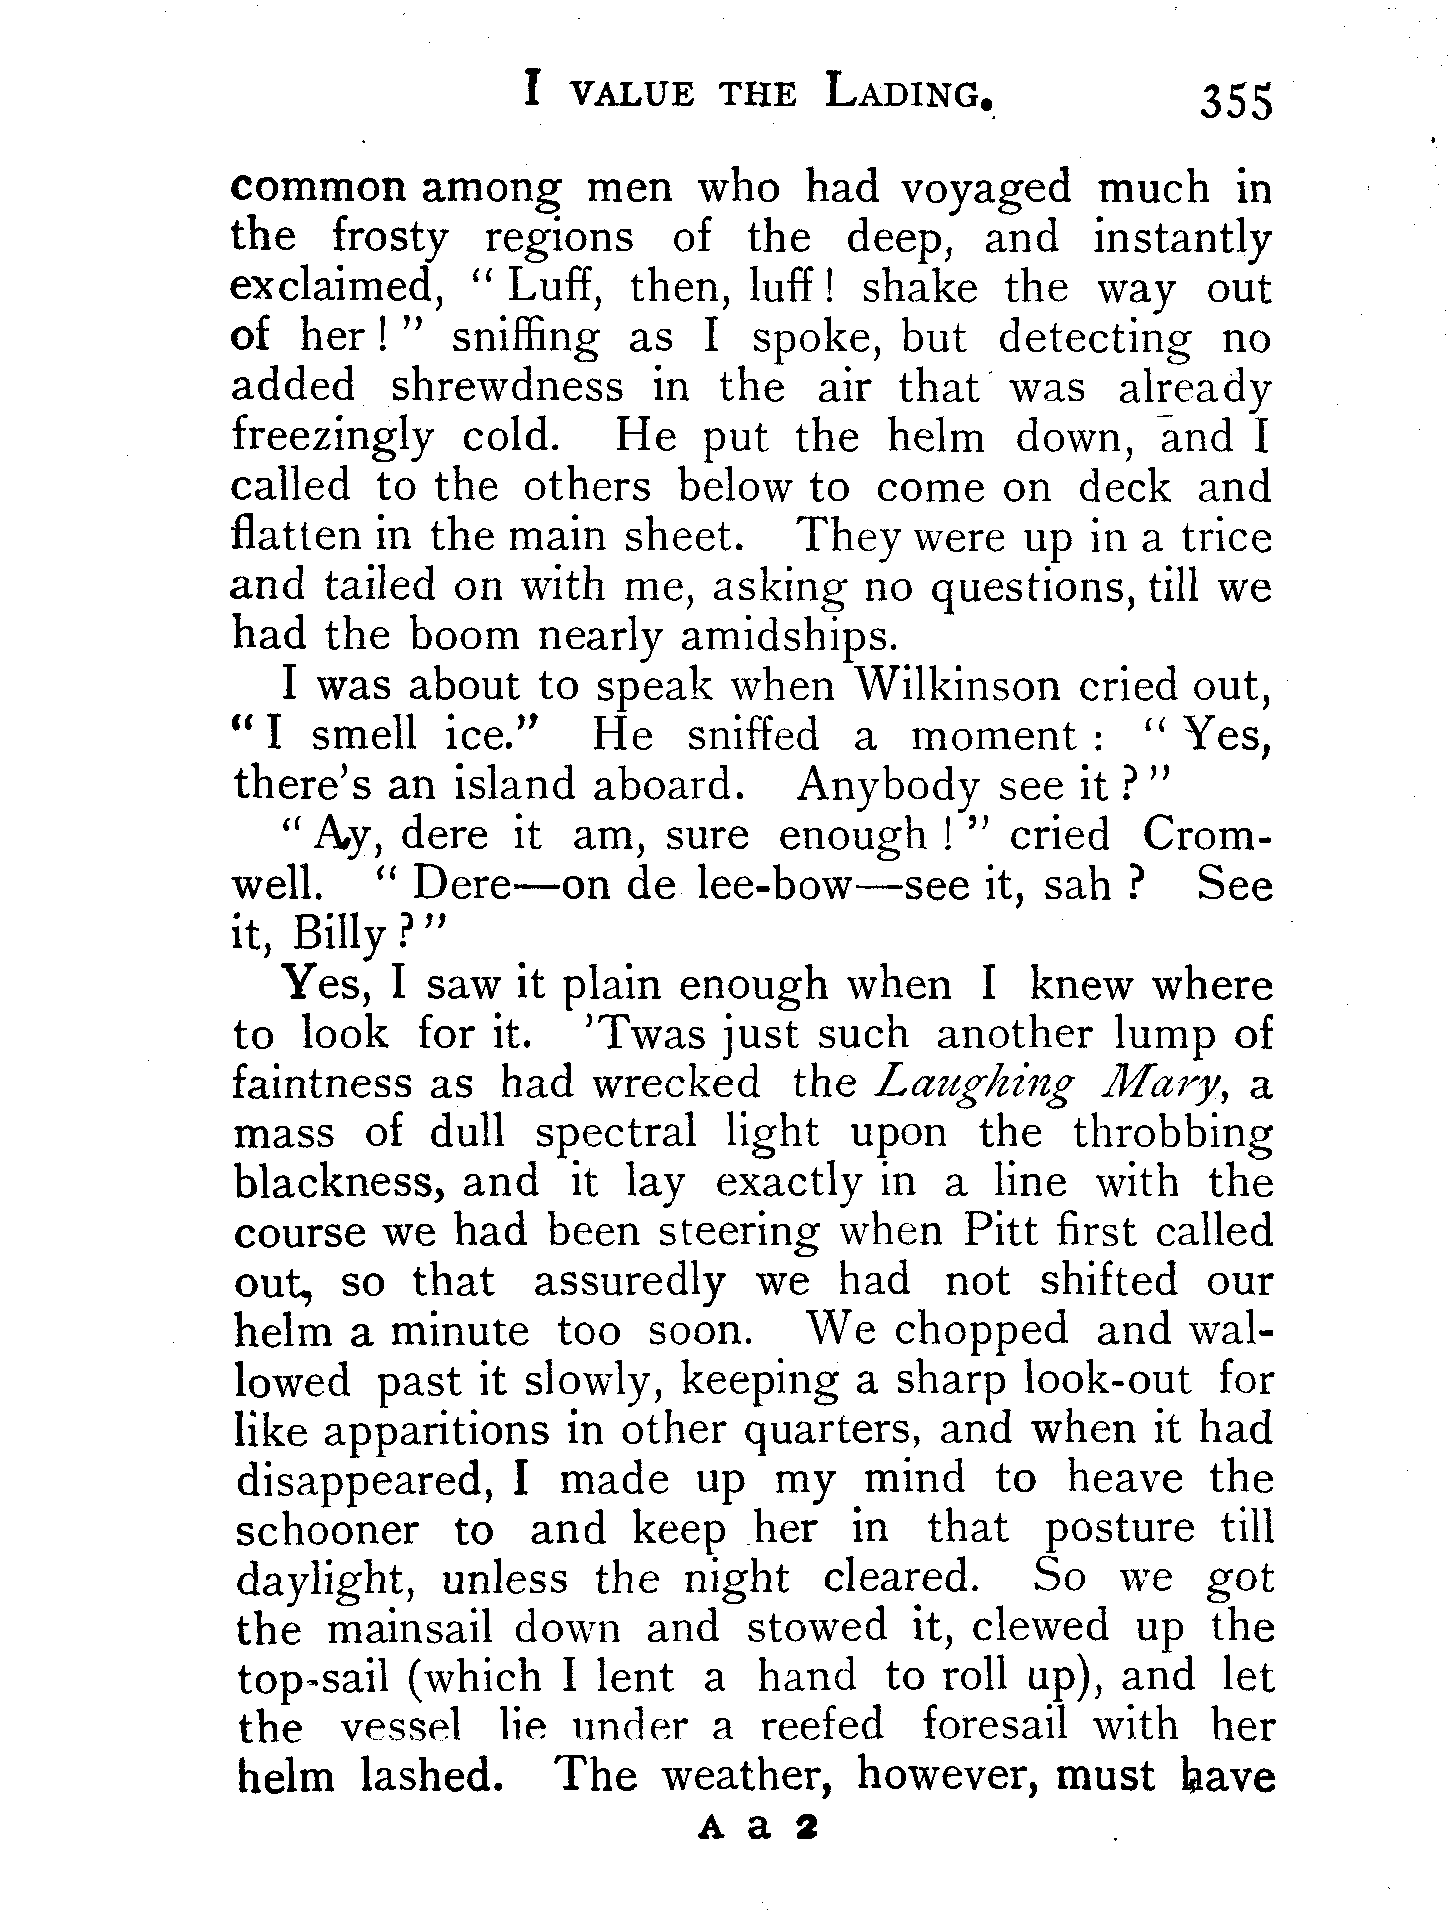 I VALUE THE LADING. 355
common among men who had voyaged much in
the frosty regions of the deep, and instantly
exclaimed, “ Luff, then, luff ! shake the way out
of her ! ” sniffing as I spoke, but detecting no
added shrewdness in the air that was already
freezingly cold. He put the helm down, and I
called to the others below to come on deck and
flatten in the main sheet. They were up in a trice
and tailed on with me, asking no questions, till we
had the boom nearly amidships.
I was about to speak when Wilkinson cried out,
“ I smell ice.” He sniffed a moment : “ Yes,
there’s an island aboard. Anybody see it ? ”
“ Ay, dere it am, sure enough ! ” cried Crom-
well. “ Dere—on de lee-bow—see it, sah ? See
it, Billy ? ”
Yes, I saw it plain enough when I knew where
to look for it. ’Twas just such another lump of
faintness as had wrecked the Laughing Mary, a
mass of dull spectral light upon the throbbing
blackness, and it lay exactly in a line with the
course we had been steering when Pitt first called
out, so that assuredly we had not shifted our
helm a minute too soon. We chopped and wal-
lowed past it slowly, keeping a sharp look-out for
like apparitions in other quarters, and when it had
disappeared, I made up my mind to heave the
schooner to and keep her in that posture till
daylight, unless the night cleared. So we got
the mainsail down and stowed it, clewed up the
top-sail (which I lent a hand to roll up), and let
the vessel lie under a reefed foresail with her
helm lashed. The weather, however, must have
A a 2